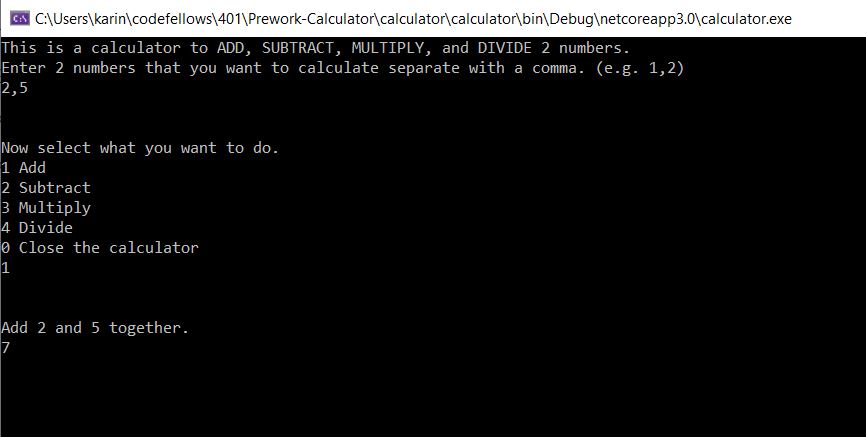 C:\Users\karin\codefellows\401\Prework-Calculator\calculator\calculator\bin\Debug\netcoreapp3.0\calculator.exe
This is a calculator to ADD, SUBTRACT, MULTIPLY, and DIVIDE 2 numbers.
Enter 2 numbers that you want to calculate separate with a comma. (e.g. 1,2)
2,5
Now select what you want to do.
1 Add
2 Subtract
3 Multiply
4 Divide
0 Close the calculator
1
Add 2 and 5 together.
7